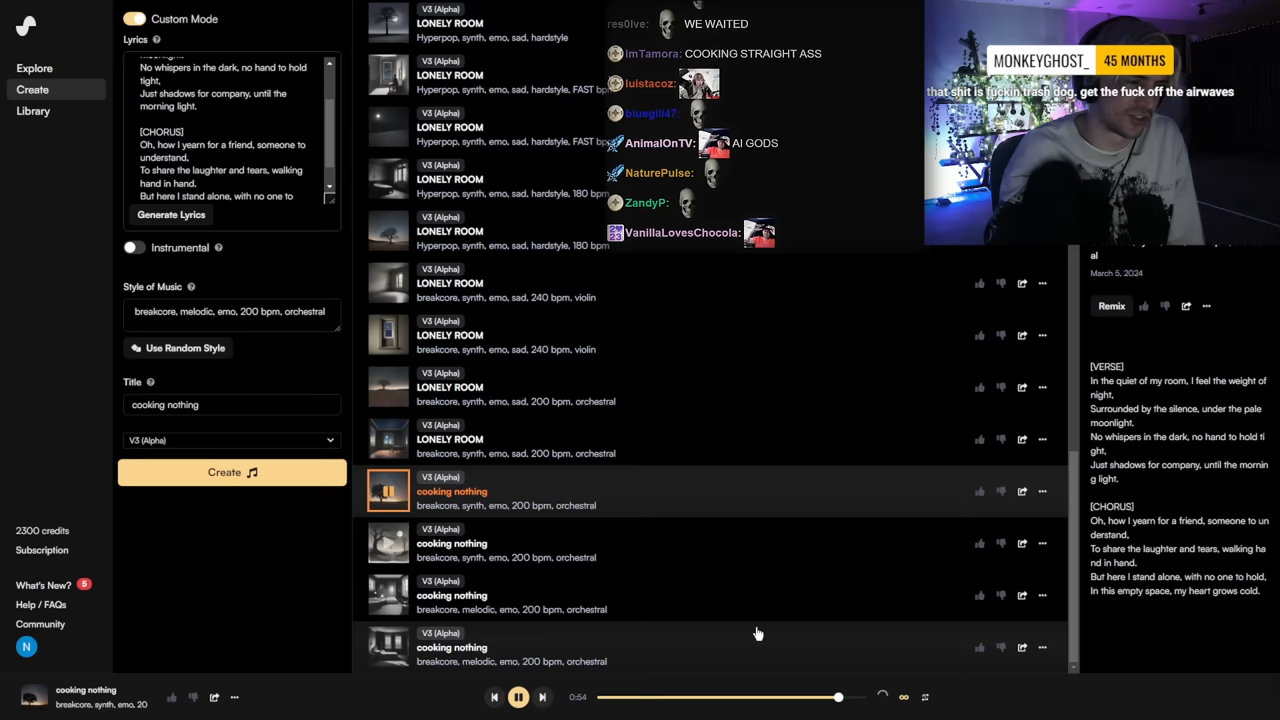 Explore
Create
Library
2300 credits
Subscription
What's New? 5
Help / FAQs
Community
N
Custom Mode
Lyrics
moonlight.
No whispers in the dark, no hand to hold
tight,
Just shadows for company, until the
morning light.
[CHORUS]
Oh, how I yearn for a friend, someone to
understand,
To share the laughter and tears, walking
hand in hand.
But here I stand alone, with no one to
Generate Lyrics
Instrumental
Style of Music
breakcore, melodic, emo, 200 bpm, orchestral
Use Random Style
Title
cooking nothing
V3 (Alpha)
Create
V3 (Alpha)
LONELY ROOM
Hyperpop, synth, emo, sad, hardstyle
V3 (Alpha)
LONELY ROOM
Hyperpop, synth, emo, sad, hardstyle, FAST bp
V3 (Alpha)
LONELY ROOM
Hyperpop, synth, emo, sad, hardstyle, FAST bp
V3 (Alpha)
LONELY ROOM
Hyperpop, synth, emo, sad, hardstyle, 180 bpm
V3 (Alpha)
LONELY ROOM
Hyperpop, synth, emo, sad, hardstyle, 180 bpm
V3 (Alpha)
LONELY ROOM
breakcore, synth, emo, sad, 240 bpm, violin
V3 (Alpha)
LONELY ROOM
breakcore, synth, emo, sad, 240 bpm, violin
V3 (Alpha)
LONELY ROOM
breakcore, synth, emo, sad, 200 bpm, orchestral
V3 (Alpha)
LONELY ROOM
breakcore, synth, emo, sad, 200 bpm, orchestral
V3 (Alpha)
cooking nothing
breakcore, synth, emo, 200 bpm, orchestral
V3 (Alpha)
cooking nothing
breakcore, synth, emo, 200 bpm, orchestral
V3 (Alpha)
cooking nothing
breakcore, melodic, emo, 200 bpm, orchestral
V3 (Alpha)
cooking nothing
breakcore, melodic, emo, 200 bpm, orchestral
res0lve: WE WAITED
ImTamora: COOKING STRAIGHT ASS
luistacoz:
bluegill47:
AnimalOnTV: AI GODS
NaturePulse:
ZandyP:
VanillaLovesChocola:
MONKEYGHOST_ 45 MONTHS
that shit is fuckin trash dog. get the fuck off the airwaves
al
March 5, 2024
Remix
[VERSE]
In the quiet of my room, I feel the weight of
night,
Surrounded by the silence, under the pale
moonlight.
No whispers in the dark, no hand to hold ti
ght,
Just shadows for company, until the mornin
g light.
[CHORUS]
Oh, how I yearn for a friend, someone to un
derstand,
To share the laughter and tears, walking ha
nd in hand.
But here I stand alone, with no one to hold,
In this empty space, my heart grows cold.
cooking nothing
breakcore, synth, emo, 20
0:54